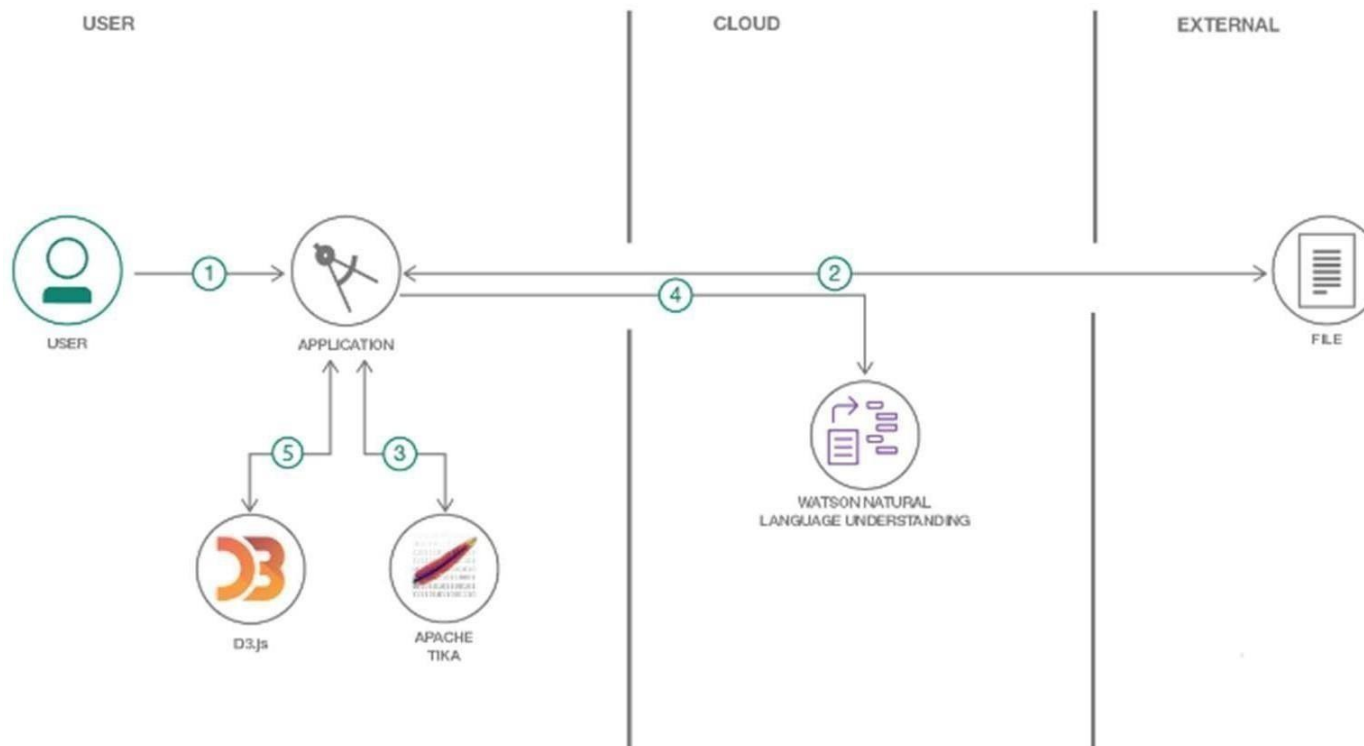 USER
CLOUD
EXTERNAL
1
2
4
USER
APPLICATION
FILE
5
3
WATSON NATURAL
LANGUAGE UNDERSTANDING
D3
D3.js
APACHE
TIKA